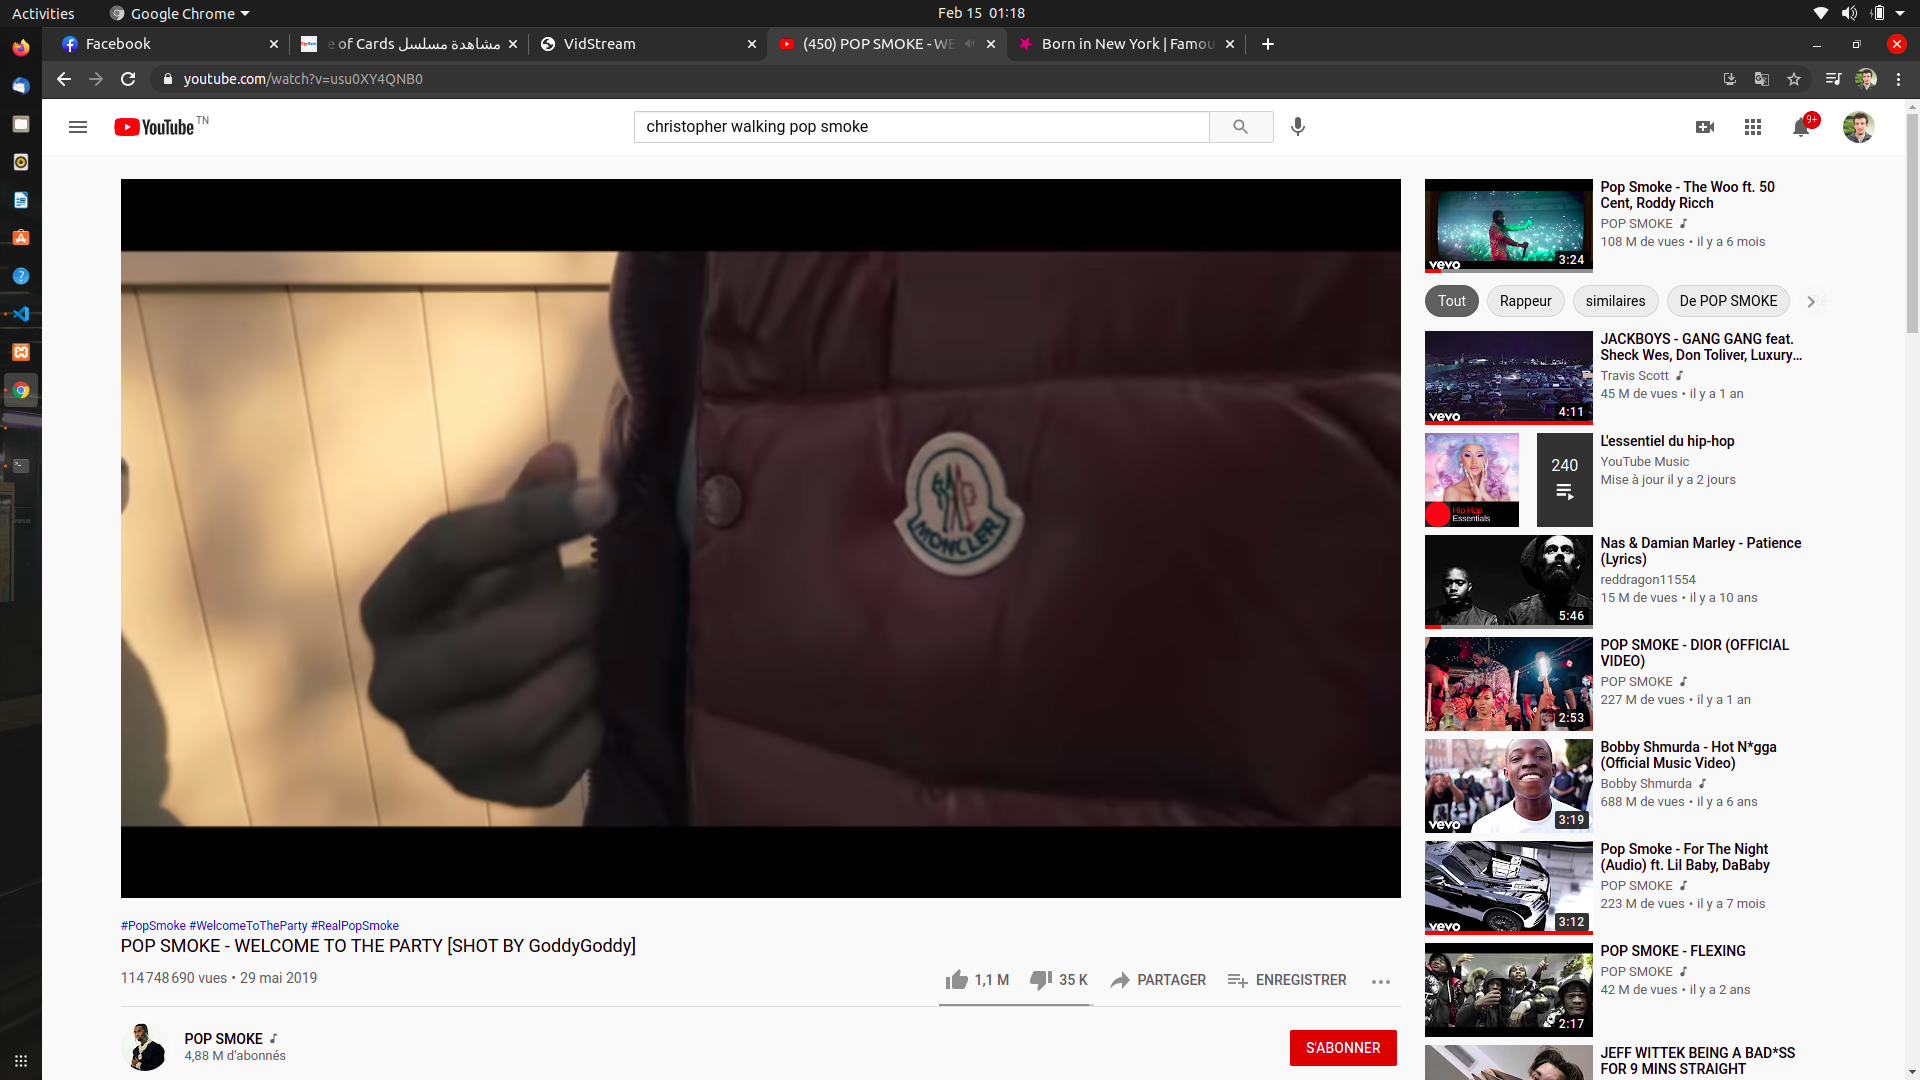 Activities
Google Chrome
Feb 15 01:18
Facebook
e of Cards مشاهدة مسلسل
VidStream
(450) POP SMOKE - WE
Born in New York | Famou
youtube.com/watch?v=usu0XY4QNB0
YouTube TN
christopher walking pop smoke
9+
MONCLER
#PopSmoke #WelcomeToTheParty #RealPopSmoke
POP SMOKE - WELCOME TO THE PARTY [SHOT BY GoddyGoddy]
114 748 690 vues • 29 mai 2019
1,1 M
35 K
PARTAGER
ENREGISTRER
POP SMOKE
4,88 M d'abonnés
S'ABONNER
vevo
3:24
Pop Smoke - The Woo ft. 50
Cent, Roddy Ricch
POP SMOKE
108 M de vues • il y a 6 mois
Tout
Rappeur
similaires
De POP SMOKE
vevo
4:11
JACKBOYS - GANG GANG feat.
Sheck Wes, Don Toliver, Luxury...
Travis Scott
45 M de vues • il y a 1 an
Hip Hop
Essentials
240
L'essentiel du hip-hop
YouTube Music
Mise à jour il y a 2 jours
5:46
Nas & Damian Marley - Patience
(Lyrics)
reddragon11554
15 M de vues • il y a 10 ans
2:53
POP SMOKE - DIOR (OFFICIAL
VIDEO)
POP SMOKE
227 M de vues • il y a 1 an
vevo
3:19
Bobby Shmurda - Hot N*gga
(Official Music Video)
Bobby Shmurda
688 M de vues • il y a 6 ans
vevo
3:12
Pop Smoke - For The Night
(Audio) ft. Lil Baby, DaBaby
POP SMOKE
223 M de vues • il y a 7 mois
2:17
POP SMOKE - FLEXING
POP SMOKE
42 M de vues • il y a 2 ans
JEFF WITTEK BEING A BAD*SS
FOR 9 MINS STRAIGHT